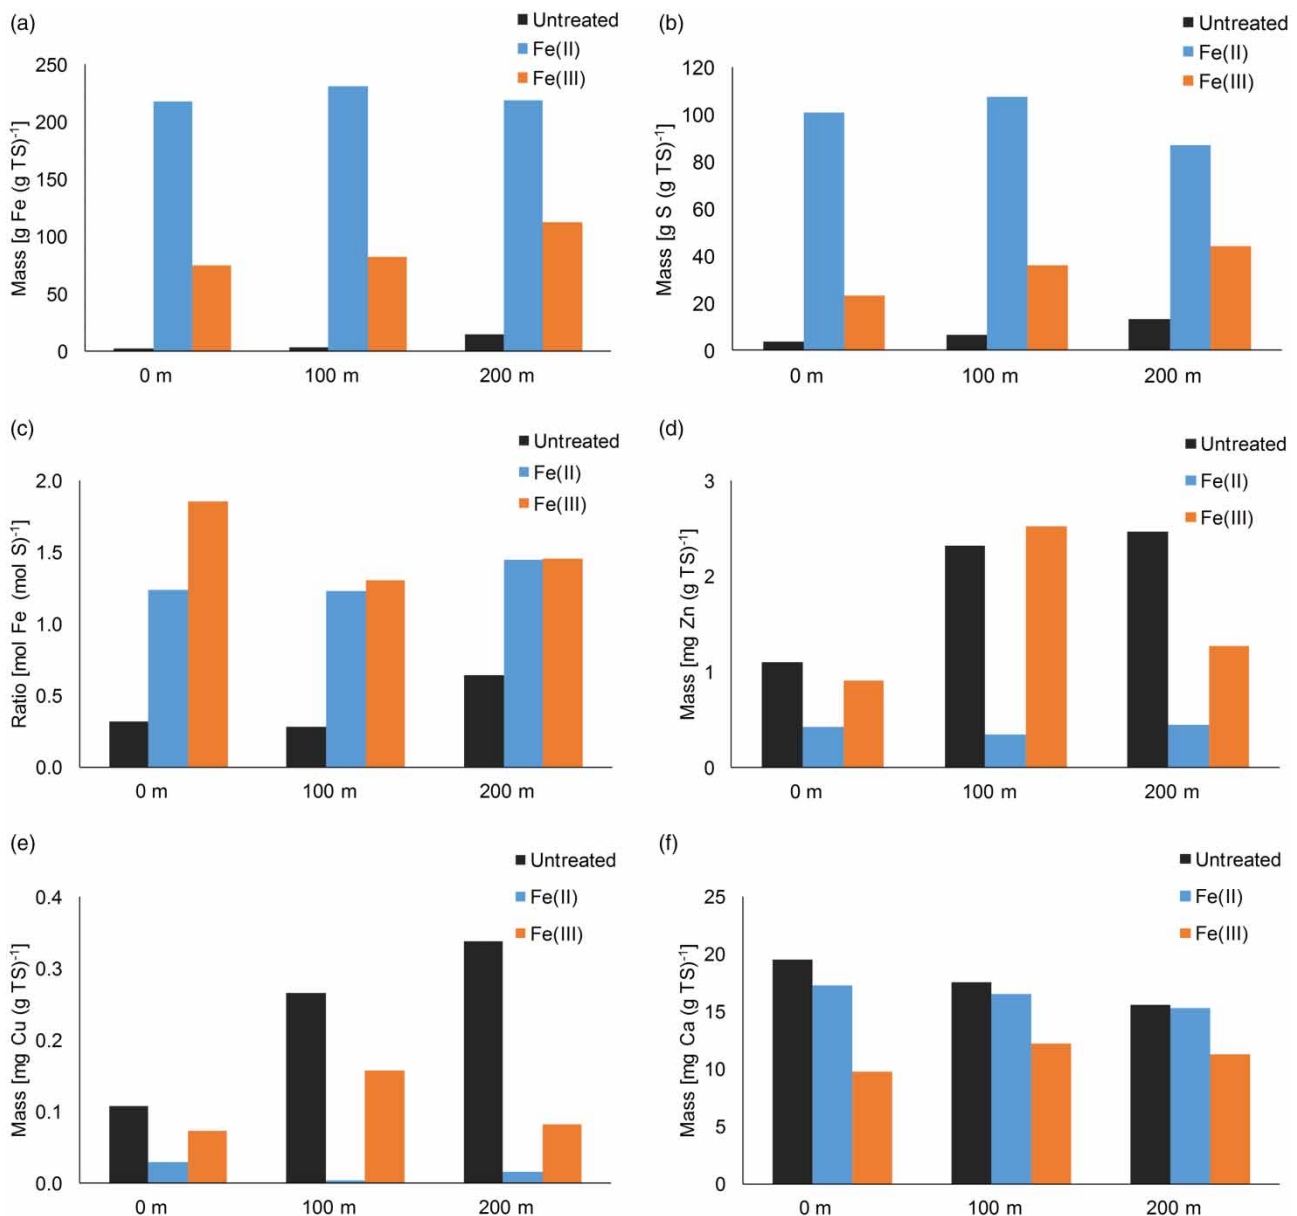 (a)
Untreated
Fe(II)
Fe(III)
Mass [g Fe (g TS)-1]
250
200
150
100
50
0
0 m 100 m 200 m
(b)
Untreated
Fe(II)
Fe(III)
Mass [g S (g TS)-1]
120
100
80
60
40
20
0
0 m 100 m 200 m
(c)
Untreated
Fe(II)
Fe(III)
Ratio [mol Fe (mol S)-1]
2.0
1.5
1.0
0.5
0.0
0 m 100 m 200 m
(d)
Untreated
Fe(II)
Fe(III)
Mass [mg Zn (g TS)-1]
3
2
1
0
0 m 100 m 200 m
(e)
Untreated
Fe(II)
Fe(III)
Mass [mg Cu (g TS)-1]
0.4
0.3
0.2
0.1
0.0
0 m 100 m 200 m
(f)
Untreated
Fe(II)
Fe(III)
Mass [mg Ca (g TS)-1]
25
20
15
10
5
0
0 m 100 m 200 m